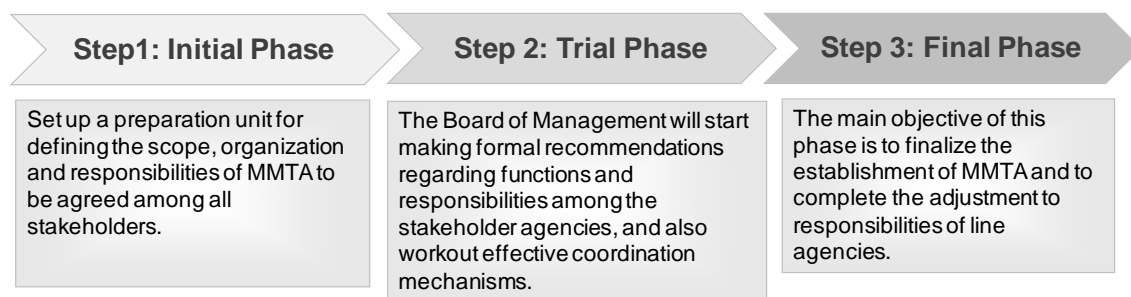 Step1: Initial Phase
Step 2: Trial Phase
Step 3: Final Phase
Set up a preparation unit for
defining the scope, organization
and responsibilities of MMTA to
be agreed among all
stakeholders.
The Board of Management will start
making formal recommendations
regarding functions and
responsibilities among the
stakeholder agencies, and also
workout effective coordination
mechanisms.
The main objective of this
phase is to finalize the
establishment of MMTA and to
complete the adjustment to
responsibilities of line
agencies.